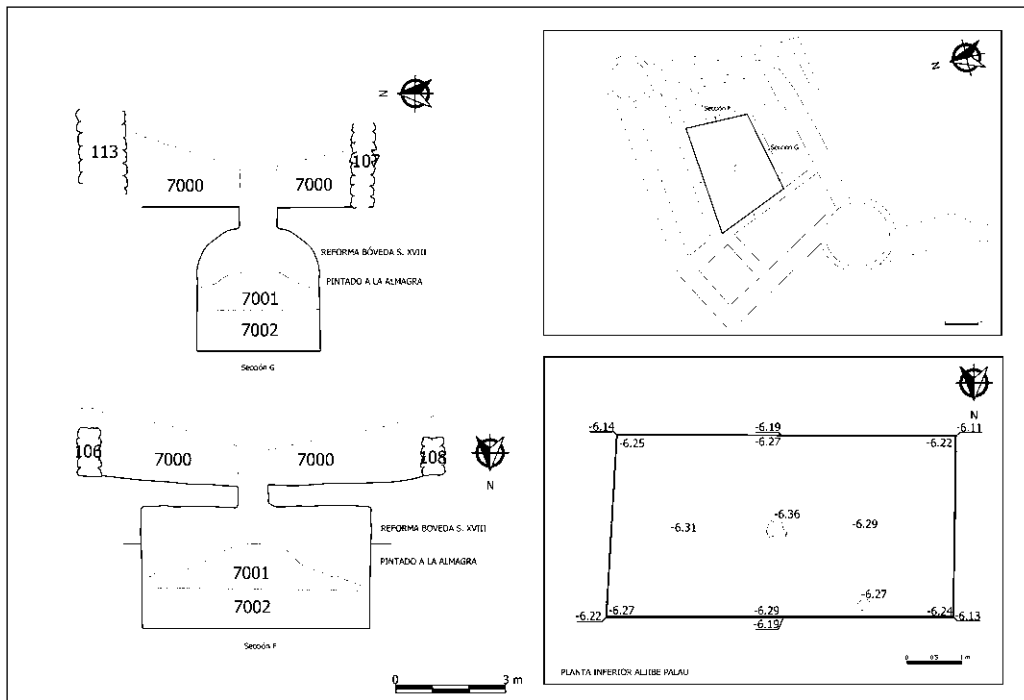 N
113
107
7000
7000
REFORMA BÓVEDA S. XVIII
PINTADO A LA ALMAGRA
7001
7002
Sección G
106
7000
7000
108
N
REFORMA BOVEDA S. XVIII
PINTADO A LA ALMAGRA
7001
7002
Sección F
0
3 m
N
Sección F
Sección G
N
-6.14
-6.19
-6.11
-6.25
-6.27
-6.22
-6.31
-6.36
-6.29
-6.27
-6.22
-6.27
-6.29
-6.24
-6.13
-6.19
0 0'5 1 m
PLANTA INFERIOR ALJIBE PALAU